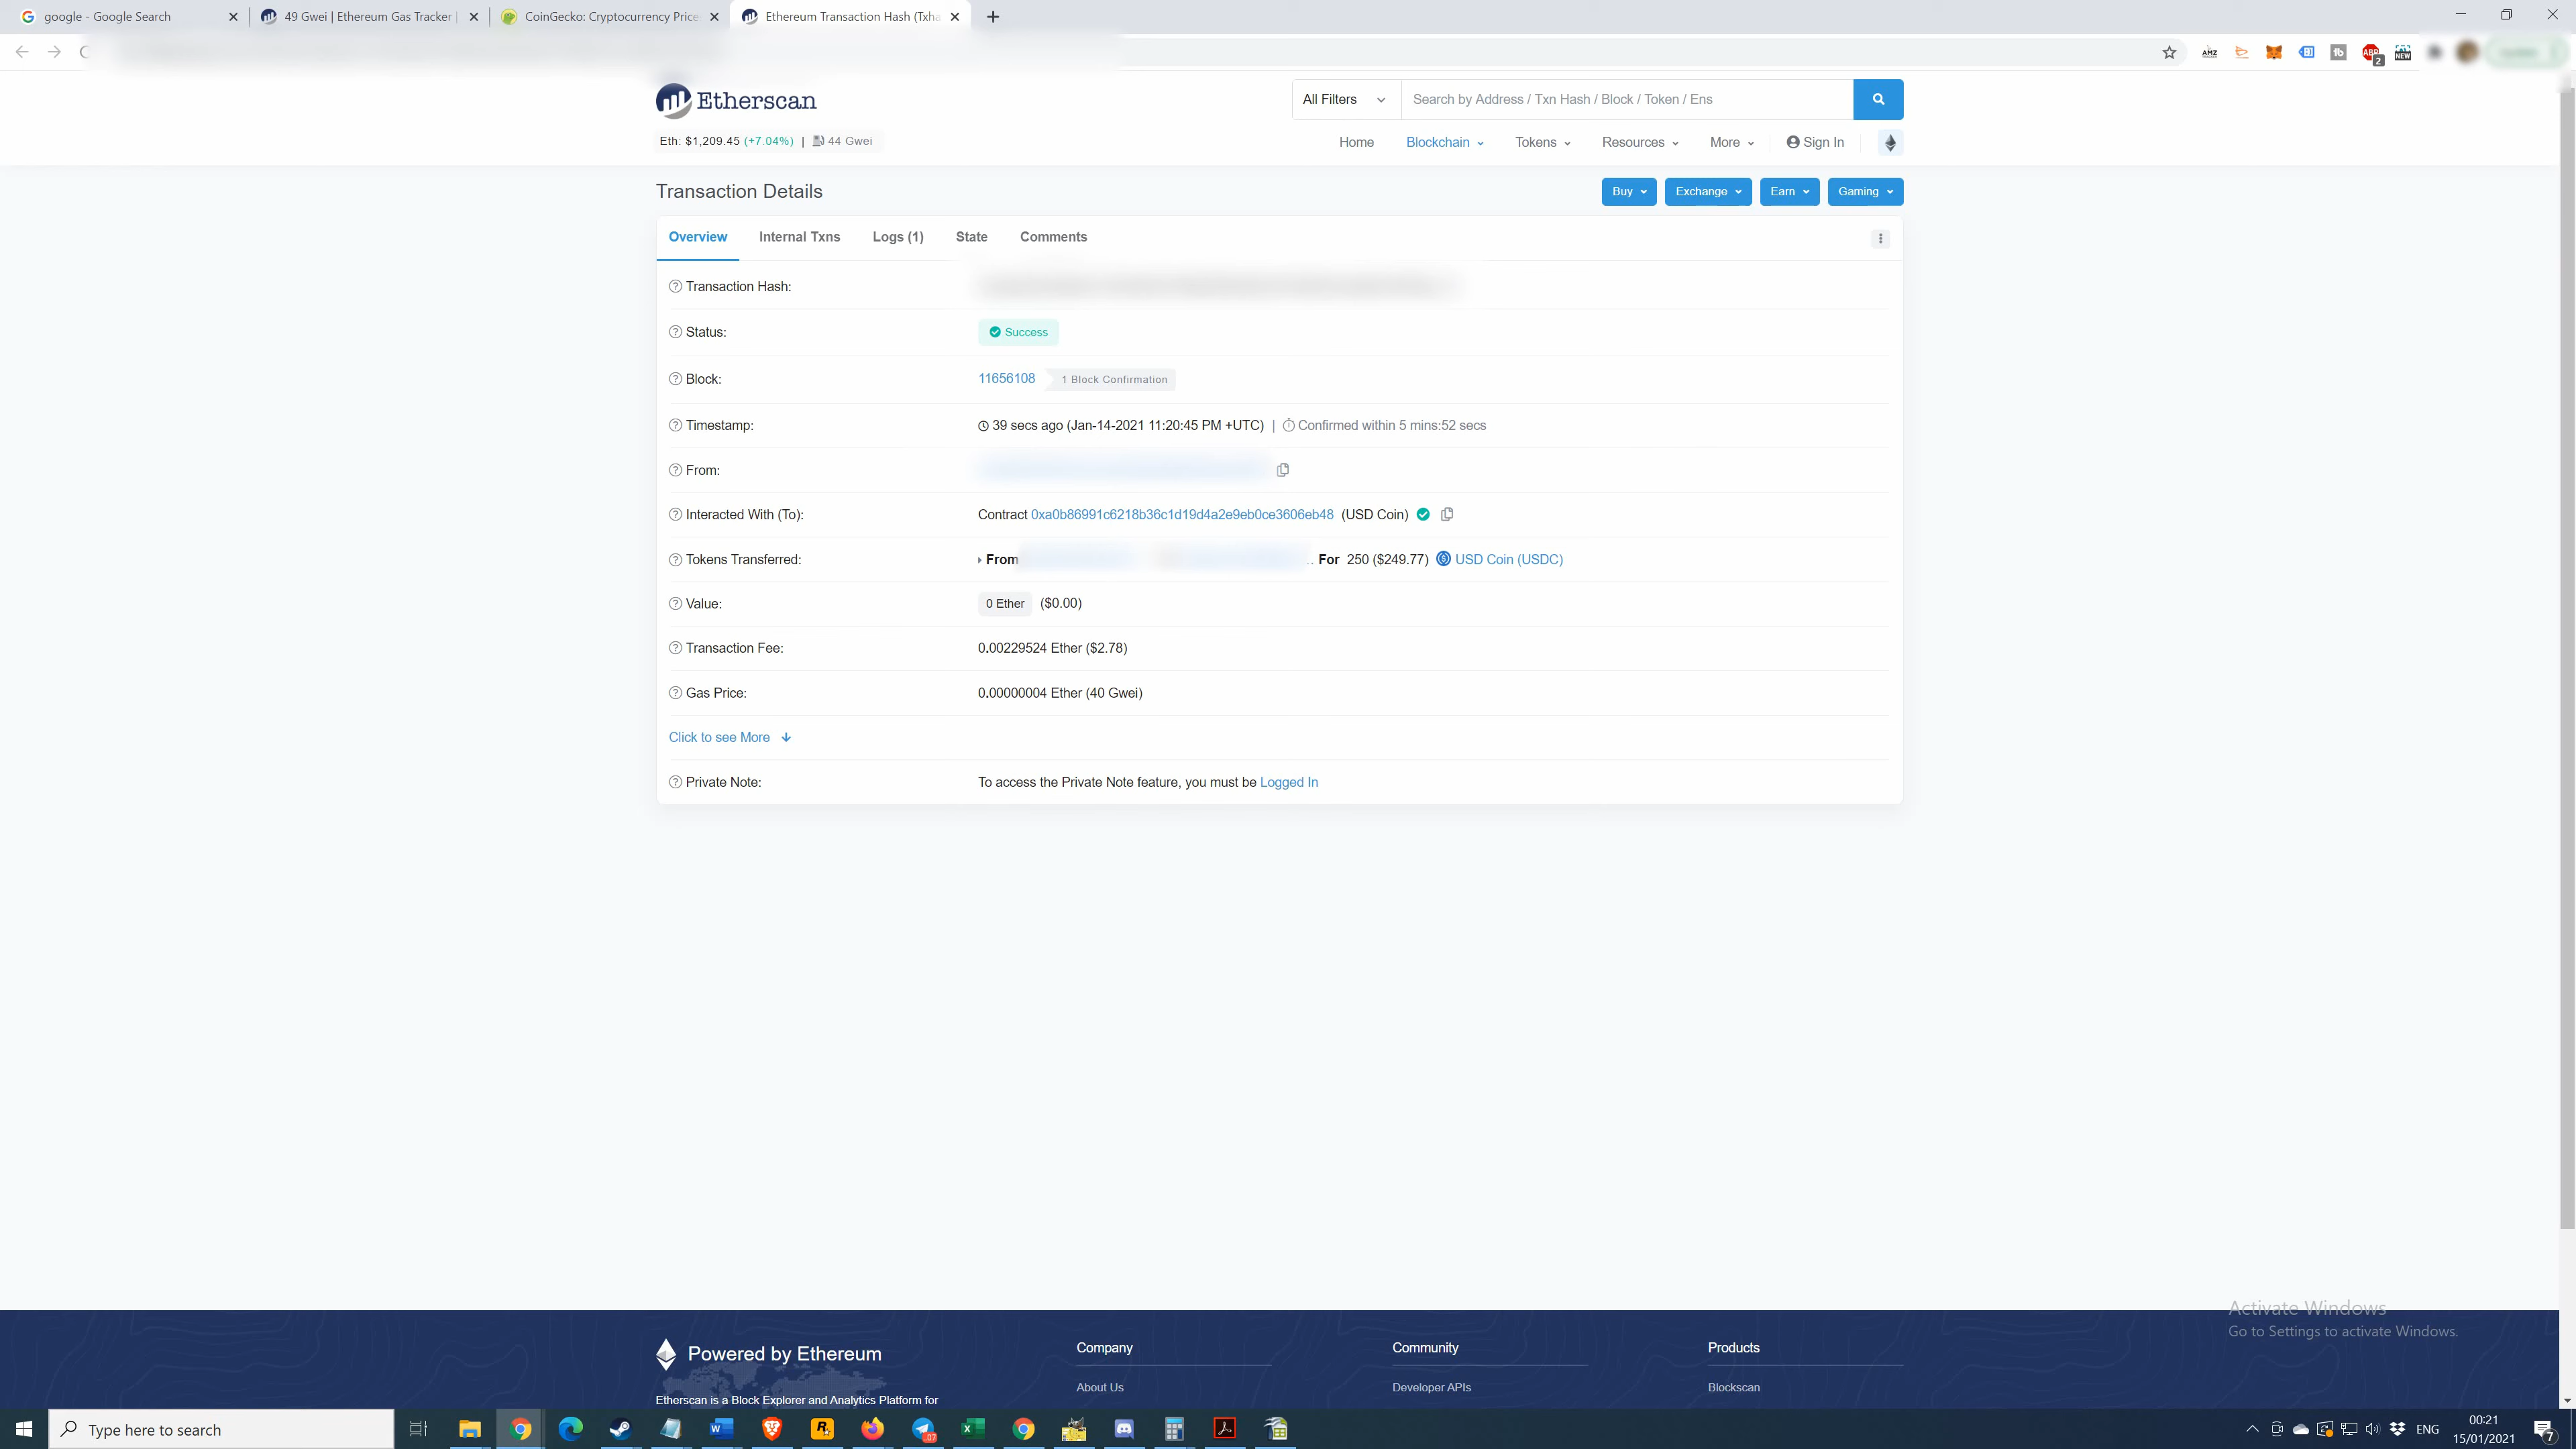 google - Google Search
49 Gwei | Ethereum Gas Tracker |
CoinGecko: Cryptocurrency Price
Ethereum Transaction Hash (Txha
AMZ
ABP
2
NEW
Etherscan
All Filters
Search by Address / Txn Hash / Block / Token / Ens
Eth: $1,209.45 (+7.04%) | 44 Gwei
Home
Blockchain
Tokens
Resources
More
Sign In
Transaction Details
Buy
Exchange
Earn
Gaming
Overview
Internal Txns
Logs (1)
State
Comments
Transaction Hash:
Status:
Success
Block:
11656108
1 Block Confirmation
Timestamp:
39 secs ago (Jan-14-2021 11:20:45 PM +UTC) | Confirmed within 5 mins:52 secs
From:
Interacted With (To):
Contract 0xa0b86991c6218b36c1d19d4a2e9eb0ce3606eb48 (USD Coin)
Tokens Transferred:
From
For 250 ($249.77) USD Coin (USDC)
Value:
0 Ether ($0.00)
Transaction Fee:
0.00229524 Ether ($2.78)
Gas Price:
0.00000004 Ether (40 Gwei)
Click to see More
Private Note:
To access the Private Note feature, you must be Logged In
Activate Windows
Go to Settings to activate Windows.
Powered by Ethereum
Company
Community
Products
Etherscan is a Block Explorer and Analytics Platform for
About Us
Developer APIs
Blockscan
Type here to search
ENG
00:21
15/01/2021
7